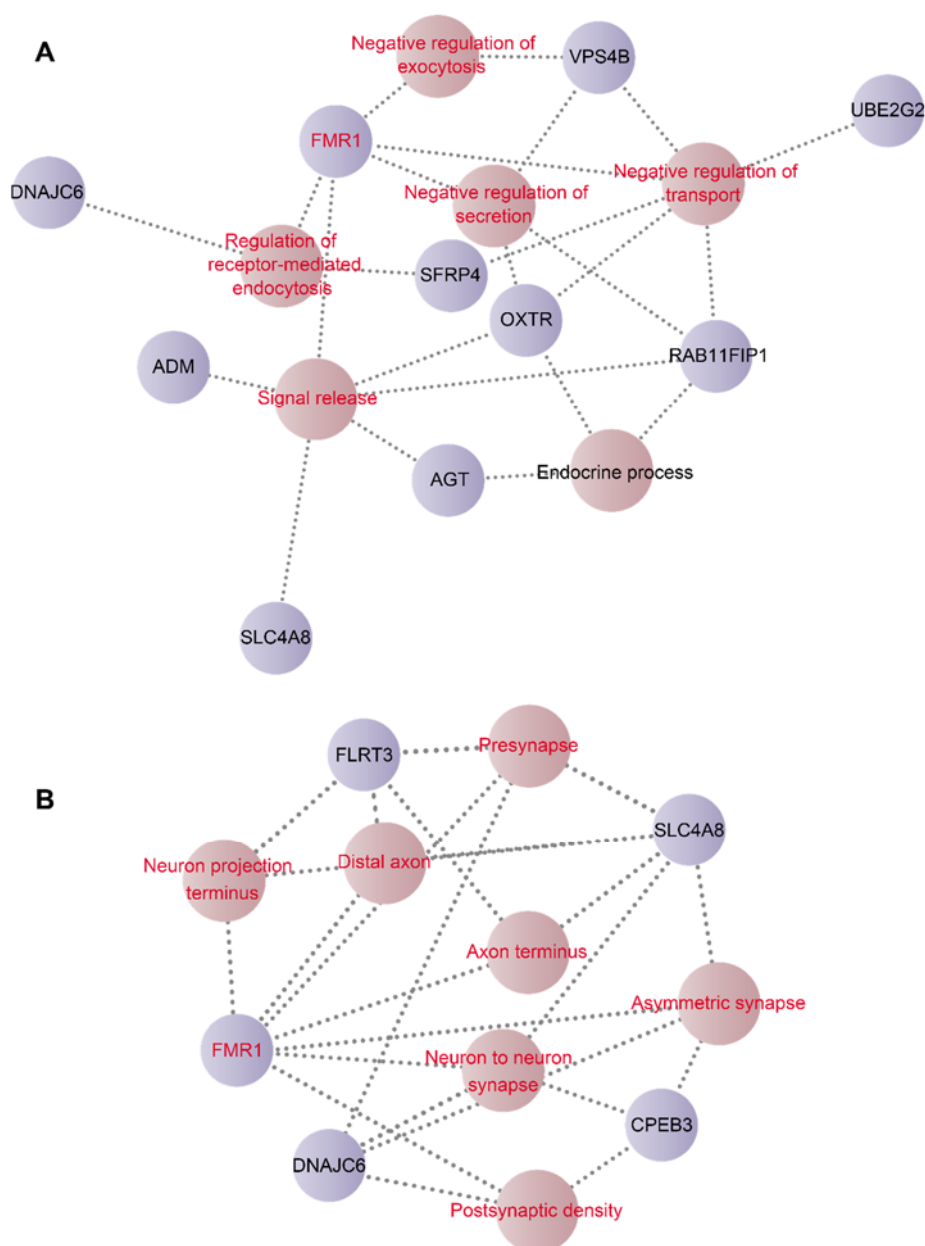 A
Negative regulation of
exocytosis
VPS4B
UBE2G2
FMR1
DNAJC6
Negative regulation of
secretion
Negative regulation of
transport
Regulation of
receptor-mediated
endocytosis
SFRP4
OXTR
RAB11FIP1
ADM
Signal release
AGT
Endocrine process
SLC4A8
B
FLRT3
Presynapse
SLC4A8
Neuron projection
terminus
Distal axon
Axon terminus
Asymmetric synapse
FMR1
Neuron to neuron
synapse
CPEB3
DNAJC6
Postsynaptic density